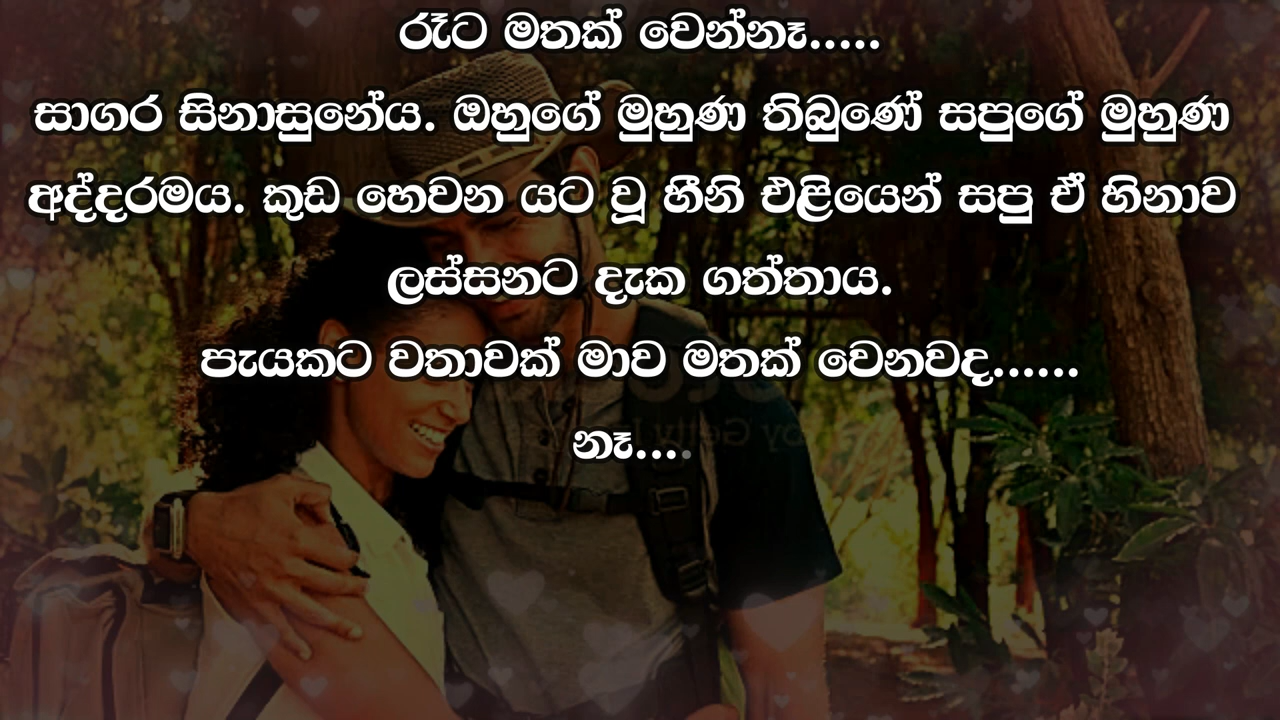 රෑට මතක් වෙන්නෑ.....
සාගර සිනාසුනේය. ඔහුගේ මුහුණ තිබුණේ සපුගේ මුහුණ
අද්දරමය. කුඩ හෙවන යට වූ හීනි එළියෙන් සපු ඒ හිනාව
ලස්සනට දැක ගත්තාය.
පැයකට වතාවක් මාව මතක් වෙනවද......
නෑ....